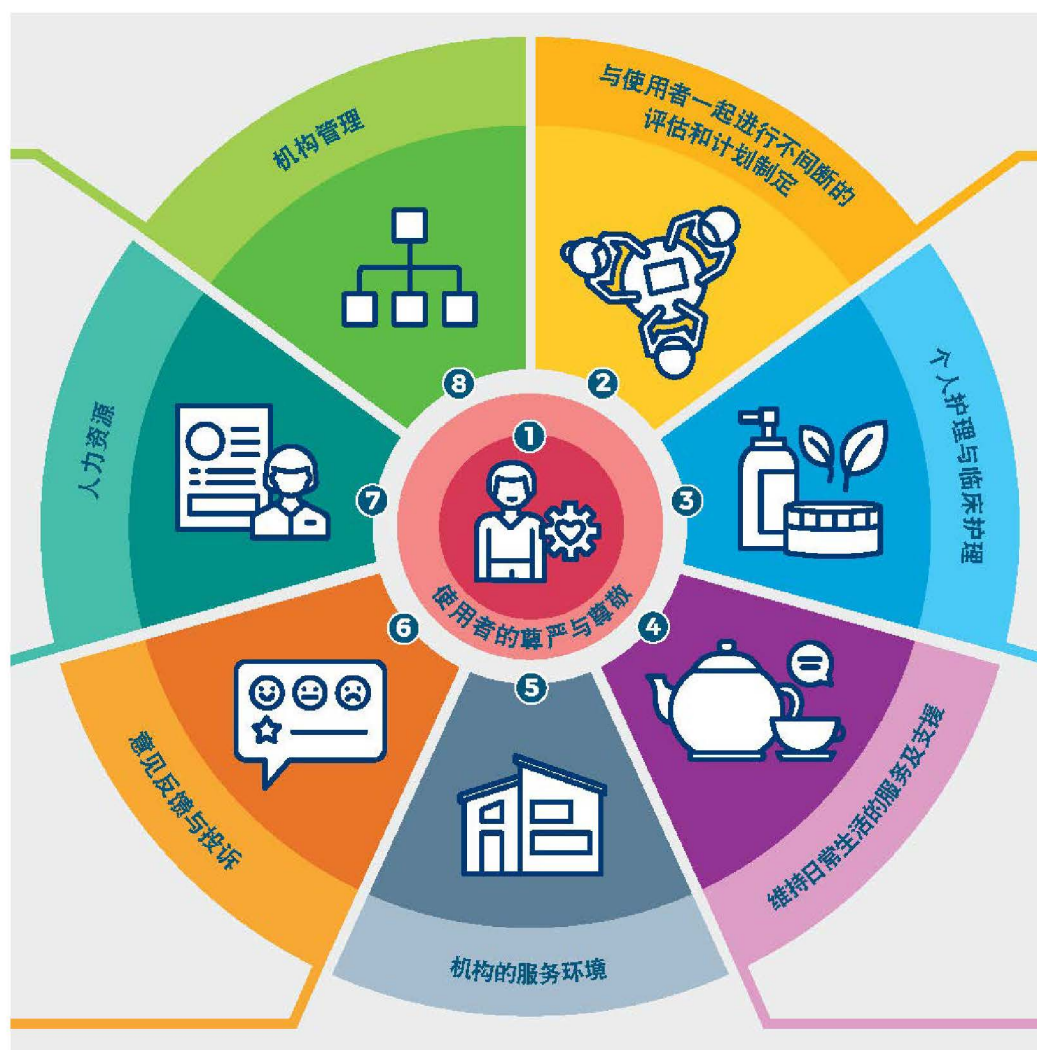 1
使用者的尊严与尊敬
2
与使用者一起进行不间断的
评估和计划制定
3
个人护理与临床护理
4
维持日常生活的服务及支援
5
机构的服务环境
6
意见反馈与投诉
7
人力资源
8
机构管理